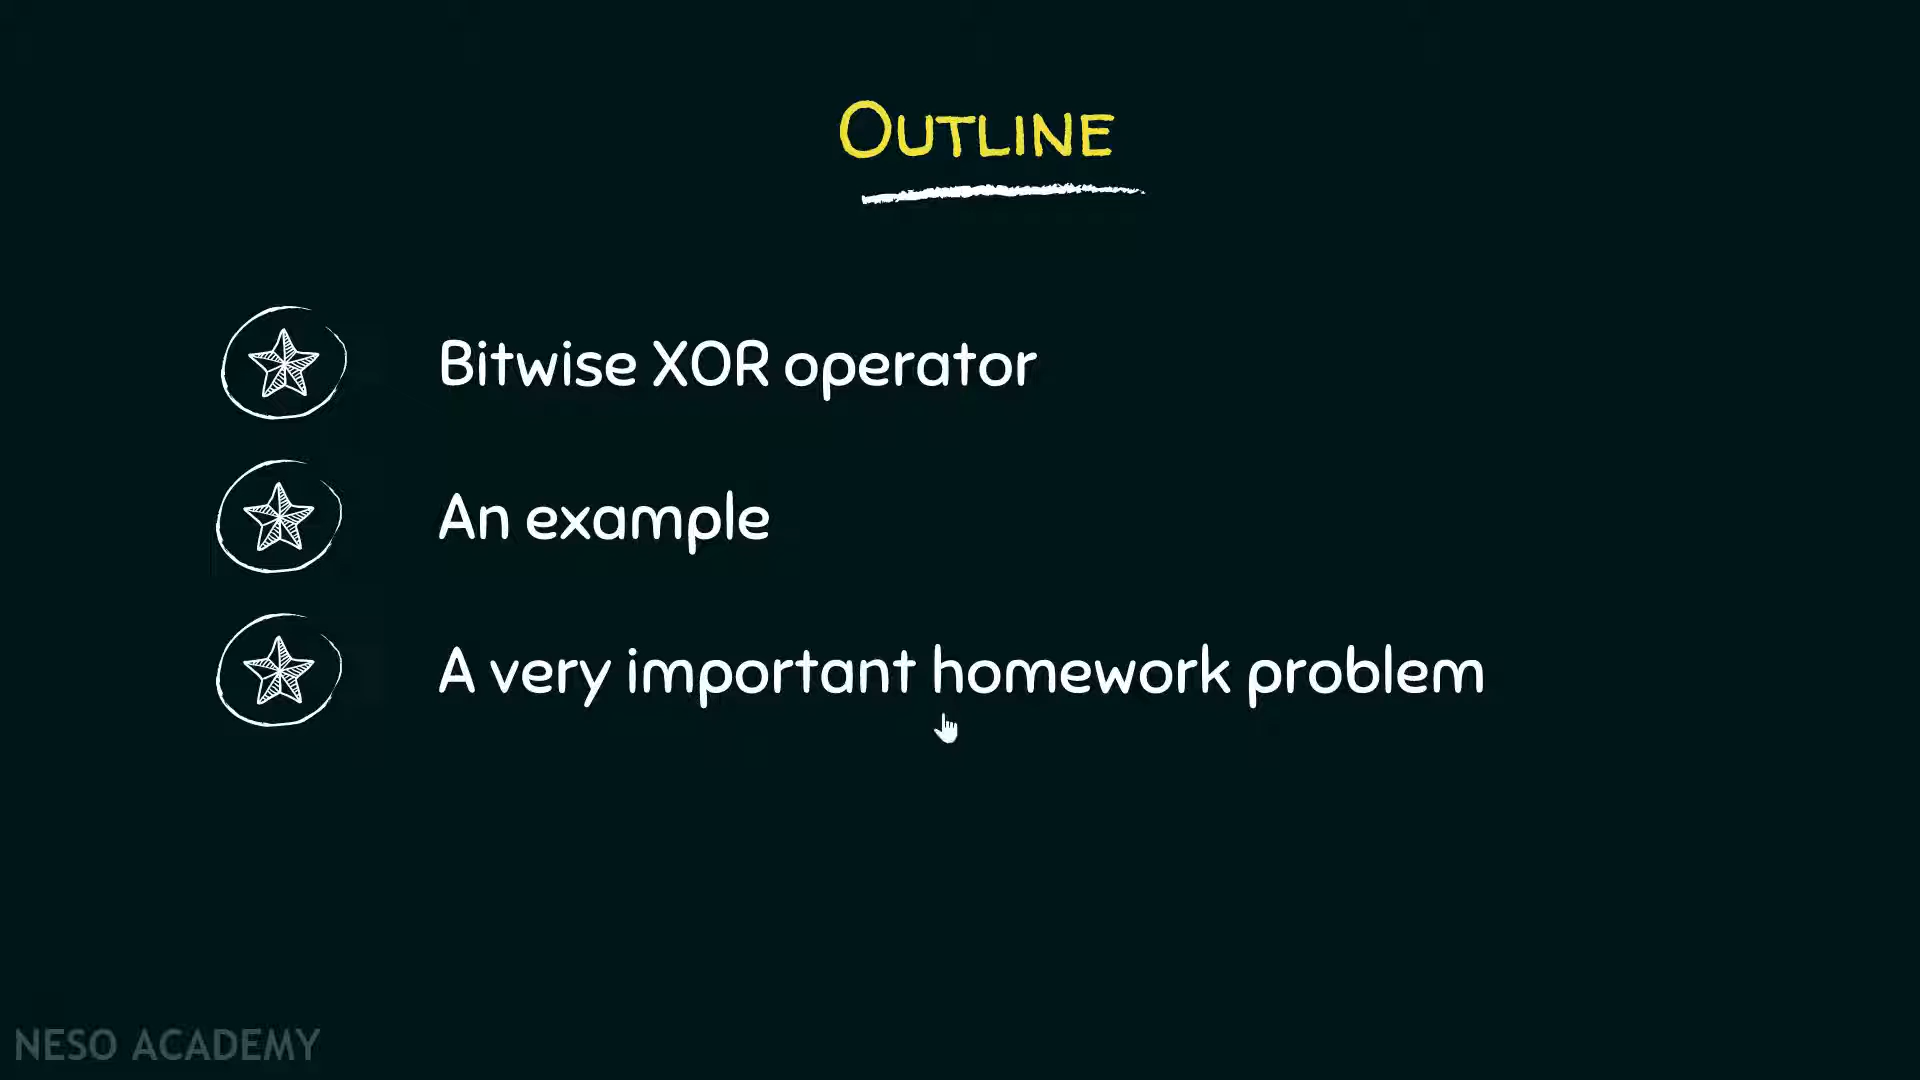 OUTLINE
Bitwise XOR operator
An example
A very important homework problem
NESO ACADEMY